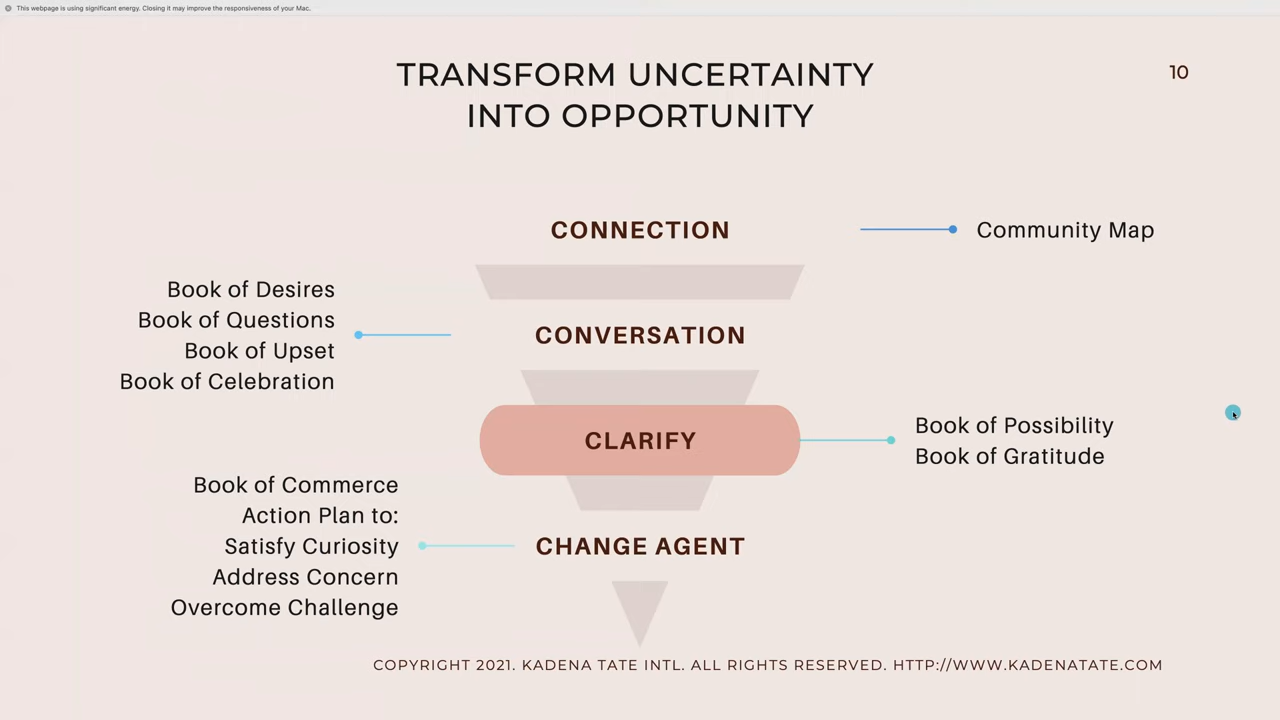 This webpage is using significant energy. Closing it may improve the responsiveness of your Mac.
TRANSFORM UNCERTAINTY
INTO OPPORTUNITY
10
CONNECTION
Community Map
Book of Desires
Book of Questions
Book of Upset
Book of Celebration
CONVERSATION
CLARIFY
Book of Possibility
Book of Gratitude
Book of Commerce
Action Plan to:
Satisfy Curiosity
Address Concern
Overcome Challenge
CHANGE AGENT
COPYRIGHT 2021. KADENA TATE INTL. ALL RIGHTS RESERVED. HTTP://WWW.KADENATATE.COM